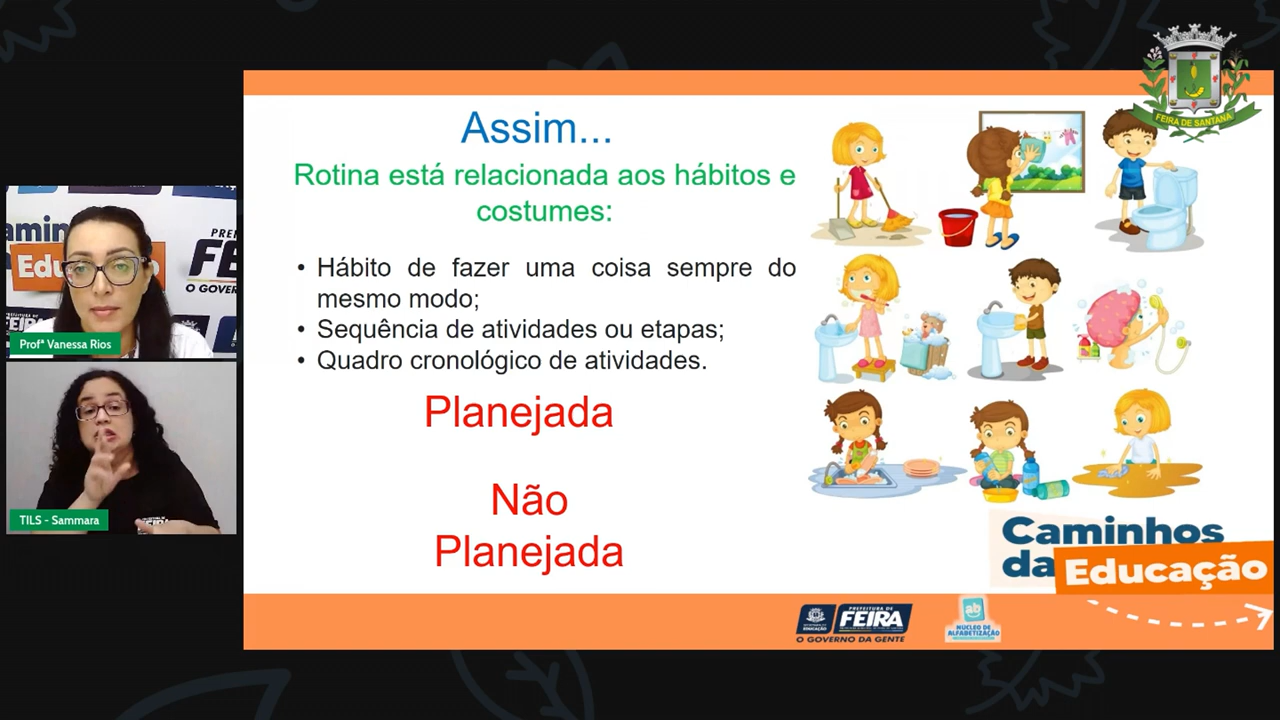 FEIRA DE SANTANA
Assim...
Rotina está relacionada aos hábitos e
costumes:
• Hábito de fazer uma coisa sempre do
mesmo modo;
• Sequência de atividades ou etapas;
• Quadro cronológico de atividades.
Planejada
Não
Planejada
Profª Vanessa Rios
TILS - Sammara
Caminhos
da Educação
PREFEITURA DE
FEIRA
O GOVERNO DA GENTE
EDUCAÇÃO
ab
NÚCLEO DE
ALFABETIZAÇÃO